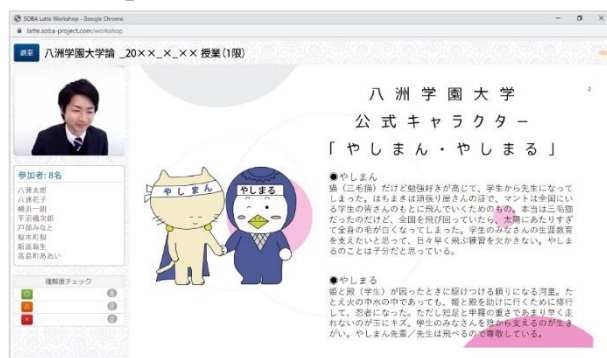 SOBA Latte Workshop - Google Chrome
latte.soba-project.com/workshop
退室 八洲学園大学論 _20××_×_×× 授業(1限)
参加者: 8名
八洲太郎
八洲花子
横浜一朗
平沼橋次郎
戸部みなと
桜木町桜
高島町あおい
理解度チェック
○ 0
△ 0
× 0
やしまん
やしまる
2
八洲学園大学
公式キャラクター
「やしまん・やしまる」
●やしまん
猫(三毛猫)だけど勉強好きが高じて、学生から先生になって
しまった。はちまきは頑張り屋さんの証で、マントは全国にい
る学生の皆さんのもとに飛んでいくためのもの。本当は三毛猫
だったのだけど、全国を飛び回っていたら、太陽にあたりすぎ
て全身の毛が白くなってしまった。学生のみなさんの生涯教育
を支えたいと思って、日々早く飛ぶ練習を欠かさない。やしま
るのことは子分だと思っている。
●やしまる
姫と殿(学生)が困ったときに駆けつける頼りになる河童。た
とえ火の中水の中であっても、姫と殿を助けに行くために修行
して、忍者になった。ただし短足と甲羅の重さであまり早く走
れないのが玉にキズ。学生のみなさんを陰から支えるのが生き
がい。やしまん先輩/先生は飛べるので尊敬している。